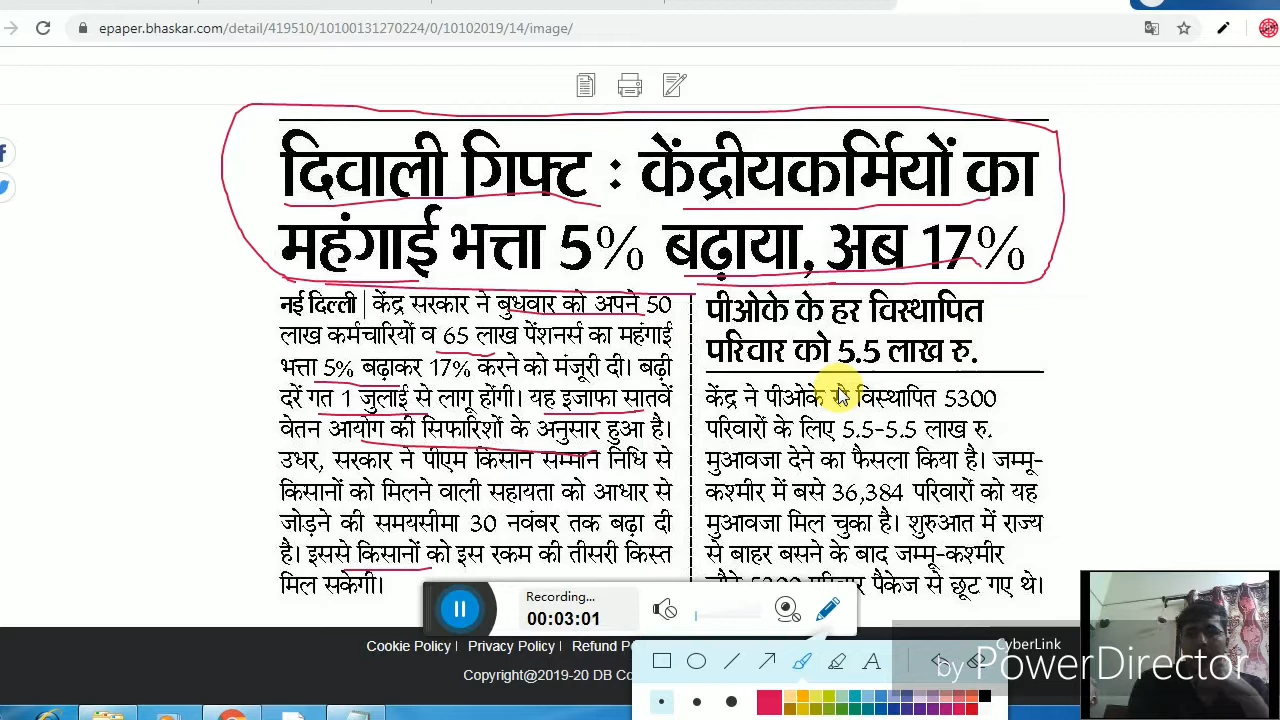 epaper.bhaskar.com/detail/419510/10100131270224/0/10102019/14/image/
दिवाली गिफ्ट : केंद्रीयकर्मियों का
महंगाई भत्ता 5% बढ़ाया, अब 17%
नई दिल्ली | केंद्र सरकार ने बुधवार को अपने 50
लाख कर्मचारियों व 65 लाख पेंशनर्स का महंगाई
भत्ता 5% बढ़ाकर 17% करने को मंजूरी दी। बढ़ी
दरें गत 1 जुलाई से लागू होंगी। यह इजाफा सातवें
वेतन आयोग की सिफारिशों के अनुसार हुआ है।
उधर, सरकार ने पीएम किसान सम्मान निधि से
किसानों को मिलने वाली सहायता को आधार से
जोड़ने की समयसीमा 30 नवंबर तक बढ़ा दी
है। इससे किसानों को इस रकम की तीसरी किस्त
मिल सकेगी।
पीओके के हर विस्थापित
परिवार को 5.5 लाख रु.
केंद्र ने पीओके से विस्थापित 5300
परिवारों के लिए 5.5-5.5 लाख रु.
मुआवजा देने का फैसला किया है। जम्मू-
कश्मीर में बसे 36,384 परिवारों को यह
मुआवजा मिल चुका है। शुरुआत में राज्य
से बाहर बसने के बाद जम्मू-कश्मीर
5300 परिवार पैकेज से छूट गए थे।
Recording...
00:03:01
Cookie Policy | Privacy Policy | Refund P
Copyright@2019-20 DB Co
A
CyberLink
by PowerDirector